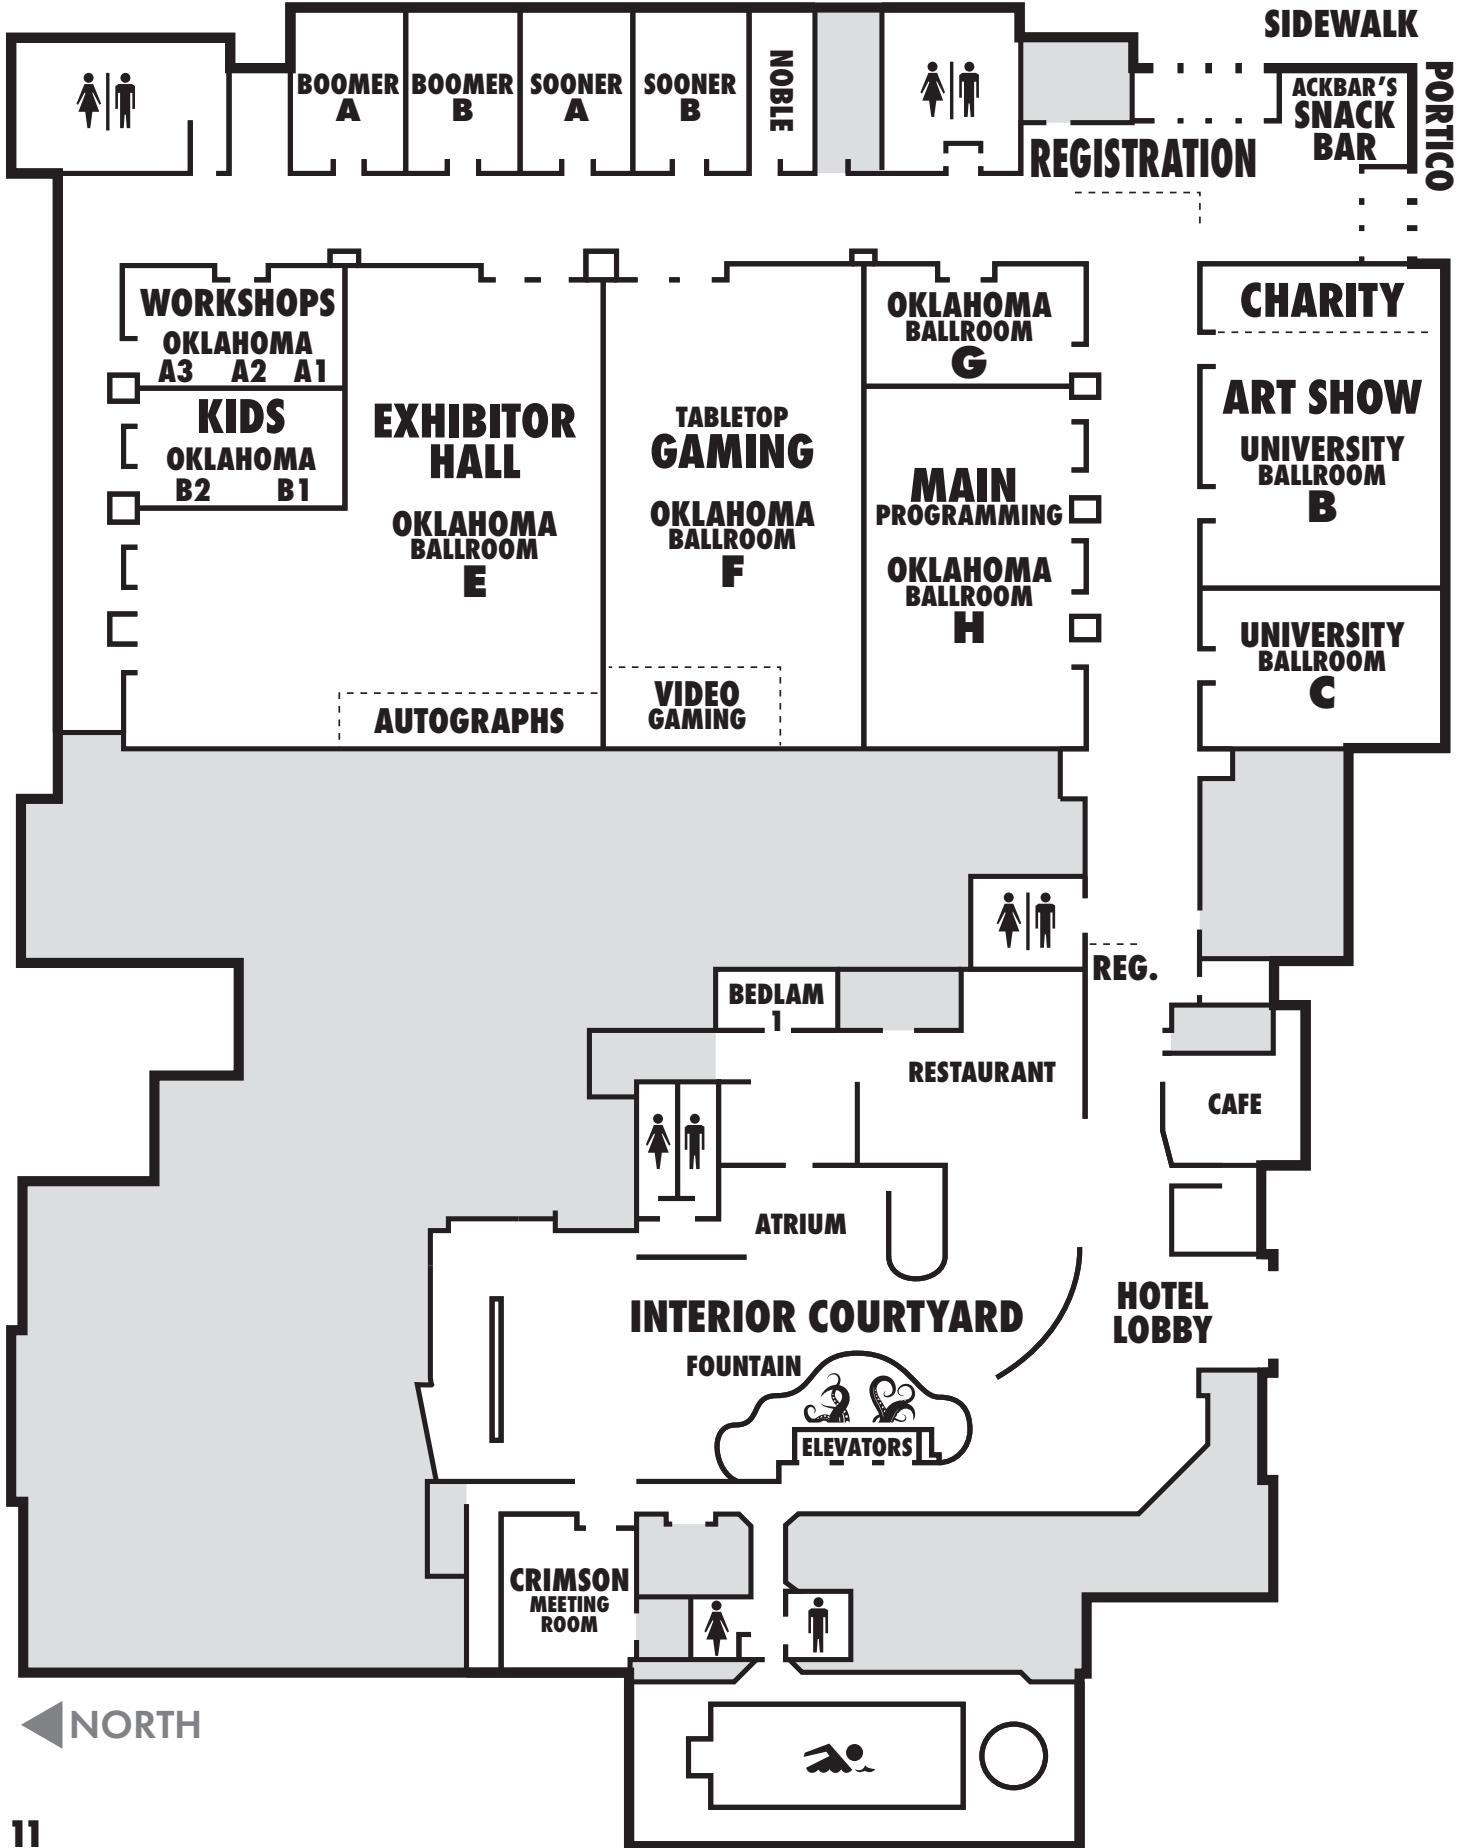 SIDEWALK
PORTICO
ACKBAR'S
SNACK
BAR
BOOMER
A
BOOMER
B
SOONER
A
SOONER
B
NOBLE
REGISTRATION
WORKSHOPS
OKLAHOMA
A3 A2 A1
KIDS
OKLAHOMA
B2 B1
EXHIBITOR
HALL
OKLAHOMA
BALLROOM
E
AUTOGRAPHS
TABLETOP
GAMING
OKLAHOMA
BALLROOM
F
VIDEO
GAMING
OKLAHOMA
BALLROOM
G
MAIN
PROGRAMMING
OKLAHOMA
BALLROOM
H
CHARITY
ART SHOW
UNIVERSITY
BALLROOM
B
UNIVERSITY
BALLROOM
C
REG.
BEDLAM
1
RESTAURANT
CAFE
ATRIUM
INTERIOR COURTYARD
HOTEL
LOBBY
FOUNTAIN
ELEVATORS
CRIMSON
MEETING
ROOM
NORTH
11